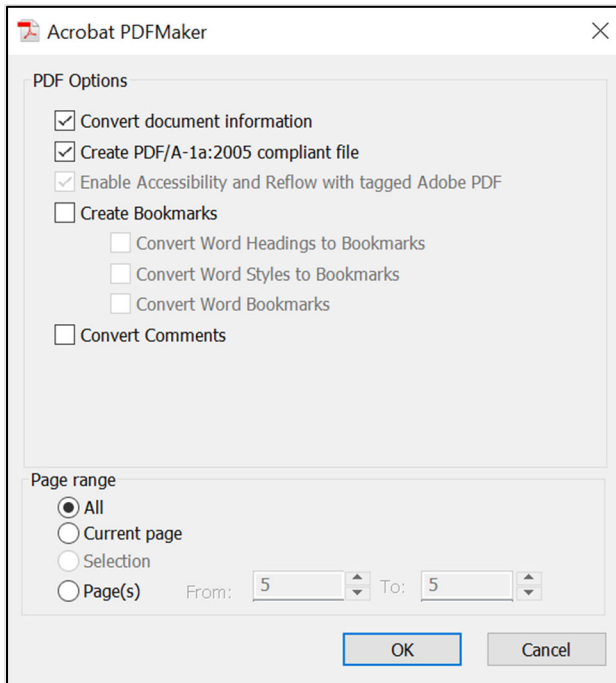 Acrobat PDFMaker
PDF Options
Convert document information
Create PDF/A-1a:2005 compliant file
Enable Accessibility and Reflow with tagged Adobe PDF
Create Bookmarks
Convert Word Headings to Bookmarks
Convert Word Styles to Bookmarks
Convert Word Bookmarks
Convert Comments
Page range
All
Current page
Selection
Page(s) From: 5 To: 5
OK Cancel